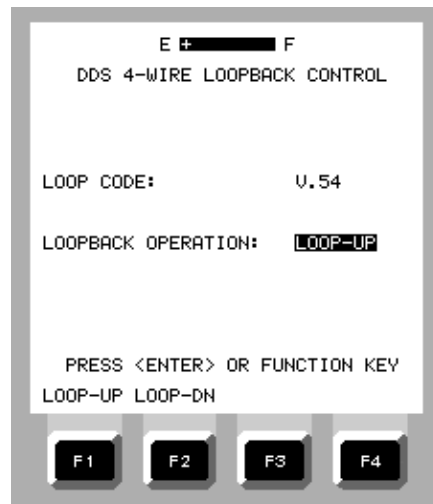 E + F
DDS 4-WIRE LOOPBACK CONTROL
LOOP CODE: V.54
LOOPBACK OPERATION: LOOP-UP
PRESS <ENTER> OR FUNCTION KEY
LOOP-UP LOOP-DN
F1 F2 F3 F4